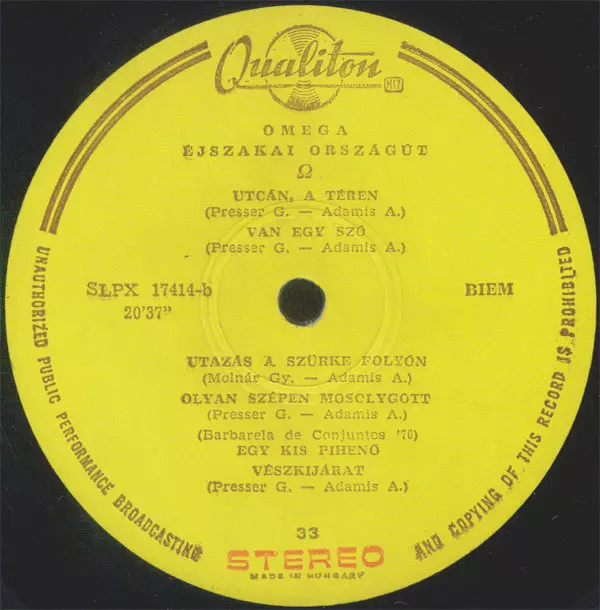 Qualiton
OMEGA
ÉJSZAKAI ORSZÁGÚT
Ω
UTCÁN, A TÉREN
(Presser G. — Adamis A.)
VAN EGY SZÓ
(Presser G. — Adamis A.)
SLPX 17414-b
20'37"
BIEM
UTAZÁS A SZÜRKE FOLYÓN
(Molnár Gy. — Adamis A.)
OLYAN SZÉPEN MOSOLYGOTT
(Presser G. — Adamis A.)
(Barbarela de Conjuntos '70)
EGY KIS PIHENŐ
VÉSZKIJÁRAT
(Presser G. — Adamis A.)
33
STEREO
MADE IN HUNGARY
UNAUTHORIZED PUBLIC PERFORMANCE BROADCASTING
AND COPYING OF THIS RECORD IS PROHIBITED